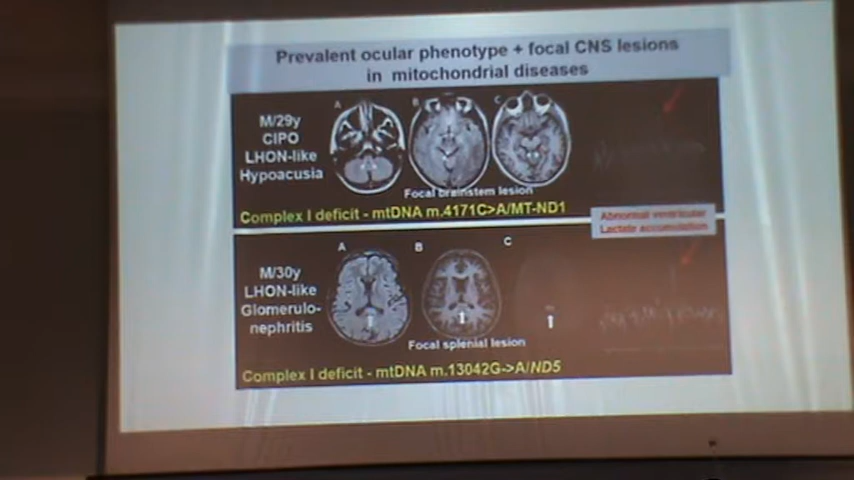 Prevalent ocular phenotype + focal CNS lesions
in mitochondrial diseases
M/29y
CIPO
LHON-like
Hypoacusia
A
B
C
Focal brainstem lesion
Complex I deficit - mtDNA m.4171C>A/MT-ND1
Abnormal ventricular
Lactate accumulation
M/30y
LHON-like
Glomerulo-
nephritis
A
B
C
Focal splenial lesion
Complex I deficit - mtDNA m.13042G->A/ND5